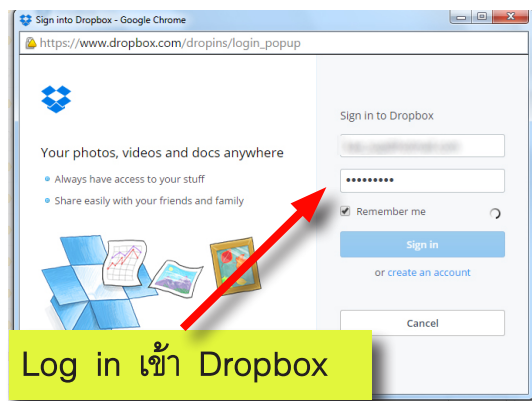 Sign into Dropbox - Google Chrome
https://www.dropbox.com/dropins/login_popup
Sign in to Dropbox
Your photos, videos and docs anywhere
Always have access to your stuff
Share easily with your friends and family
Remember me
Sign in
or create an account
Cancel
Log in เข้า Dropbox